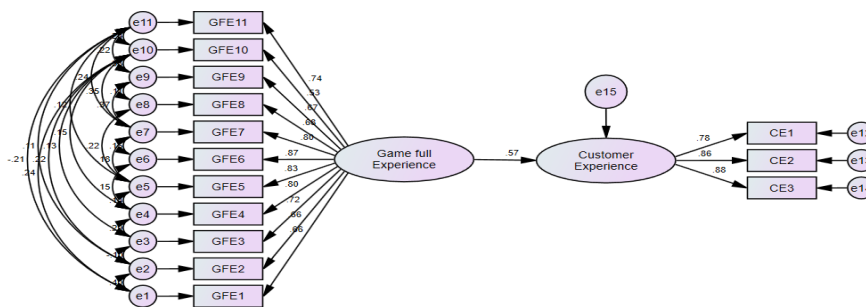 e11 GFE11
e10 GFE10
e9 GFE9
e8 GFE8
e7 GFE7
e6 GFE6
e5 GFE5
e4 GFE4
e3 GFE3
e2 GFE2
e1 GFE1
.22
.24
.35
.15
.22
.15
.11
-.21
.24
.13
.22
.74
.53
.67
.68
.80
.87
.83
.80
.72
.66
.66
Game full
Experience
.57
e15
Customer
Experience
.78
.86
.88
CE1
CE2
CE3